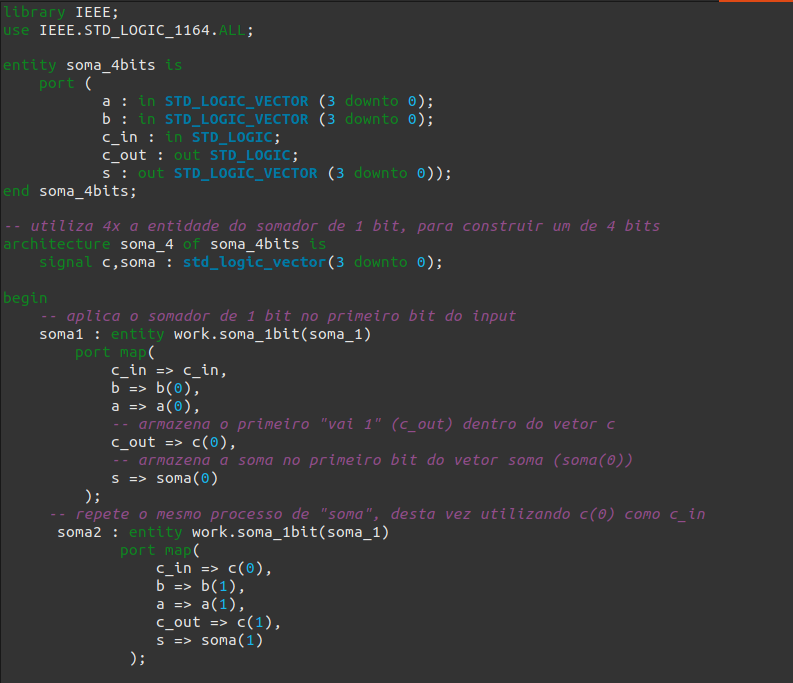 library IEEE;
use IEEE.STD_LOGIC_1164.ALL;
entity soma_4bits is
port (
a : in STD_LOGIC_VECTOR (3 downto 0);
b : in STD_LOGIC_VECTOR (3 downto 0);
c_in : in STD_LOGIC;
c_out : out STD_LOGIC;
s : out STD_LOGIC_VECTOR (3 downto 0));
end soma_4bits;
-- utiliza 4x a entidade do somador de 1 bit, para construir um de 4 bits
architecture soma_4 of soma_4bits is
signal c,soma : std_logic_vector(3 downto 0);
begin
-- aplica o somador de 1 bit no primeiro bit do input
soma1 : entity work.soma_1bit(soma_1)
port map(
c_in => c_in,
b => b(0),
a => a(0),
-- armazena o primeiro "vai 1" (c_out) dentro do vetor c
c_out => c(0),
-- armazena a soma no primeiro bit do vetor soma (soma(0))
s => soma(0)
);
-- repete o mesmo processo de "soma", desta vez utilizando c(0) como c_in
soma2 : entity work.soma_1bit(soma_1)
port map(
c_in => c(0),
b => b(1),
a => a(1),
c_out => c(1),
s => soma(1)
);